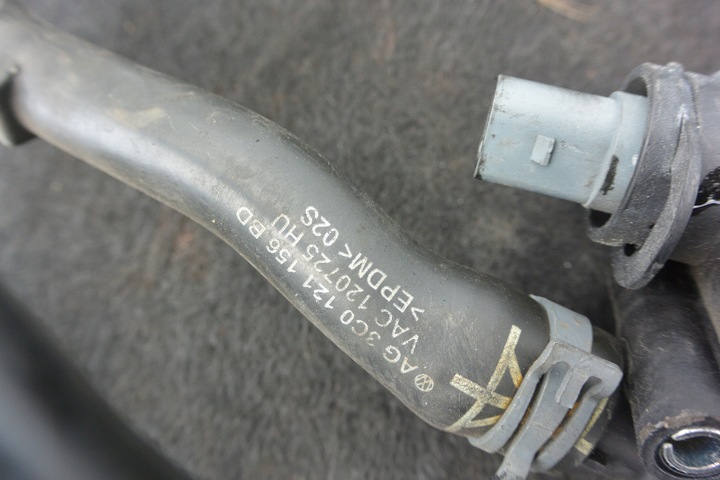 AG 3C0 121 156 BD
VAC 120725 HU
>EPDM< 02S